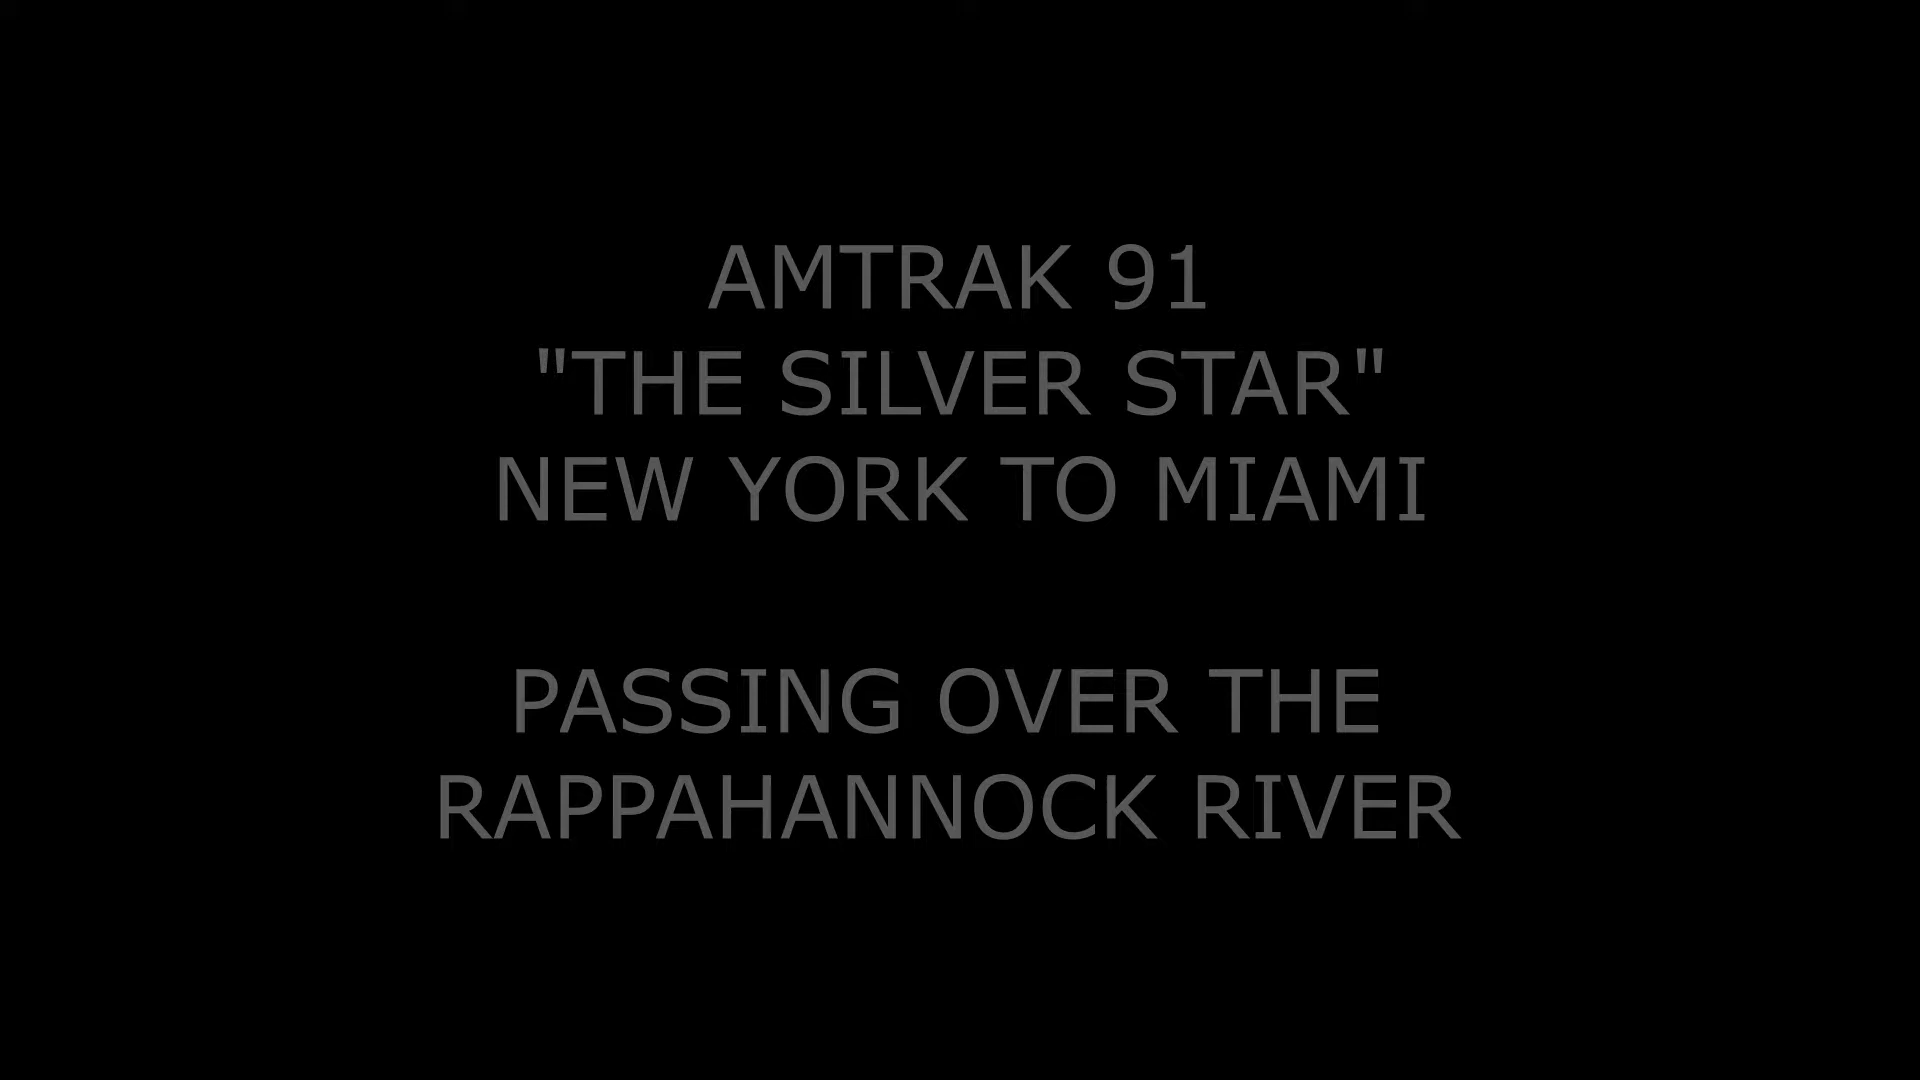 AMTRAK 91
"THE SILVER STAR"
NEW YORK TO MIAMI
PASSING OVER THE
RAPPAHANNOCK RIVER